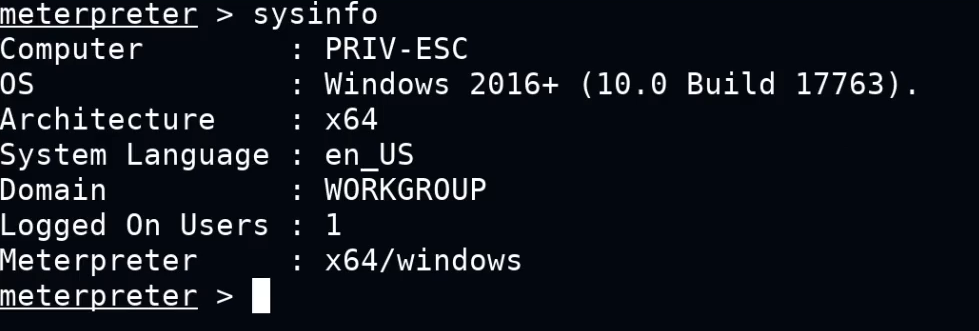 meterpreter > sysinfo
Computer        : PRIV-ESC
OS              : Windows 2016+ (10.0 Build 17763).
Architecture    : x64
System Language : en_US
Domain          : WORKGROUP
Logged On Users : 1
Meterpreter     : x64/windows
meterpreter >